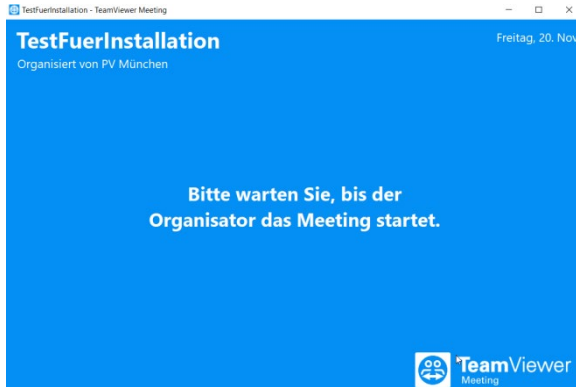 TestFuerInstallation - TeamViewer Meeting
TestFuerInstallation
Freitag, 20. Nov
Organisiert von PV München
Bitte warten Sie, bis der
Organisator das Meeting startet.
TeamViewer
Meeting